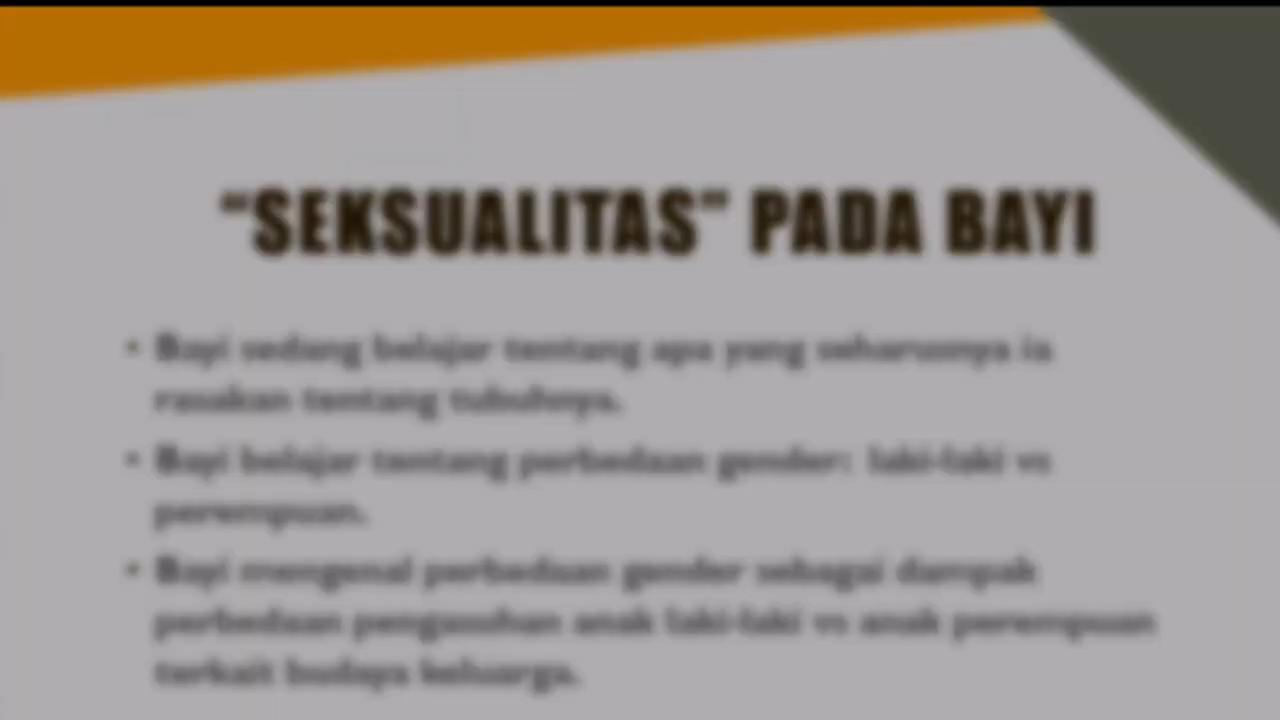 “SEKSUALITAS” PADA BAYI
• Bayi sedang belajar tentang apa yang seharusnya ia
rasakan tentang tubuhnya.
• Bayi belajar tentang perbedaan gender: laki-laki vs
perempuan.
• Bayi mengenal perbedaan gender sebagai dampak
perbedaan pengasuhan anak laki-laki vs anak perempuan
terkait budaya keluarga.